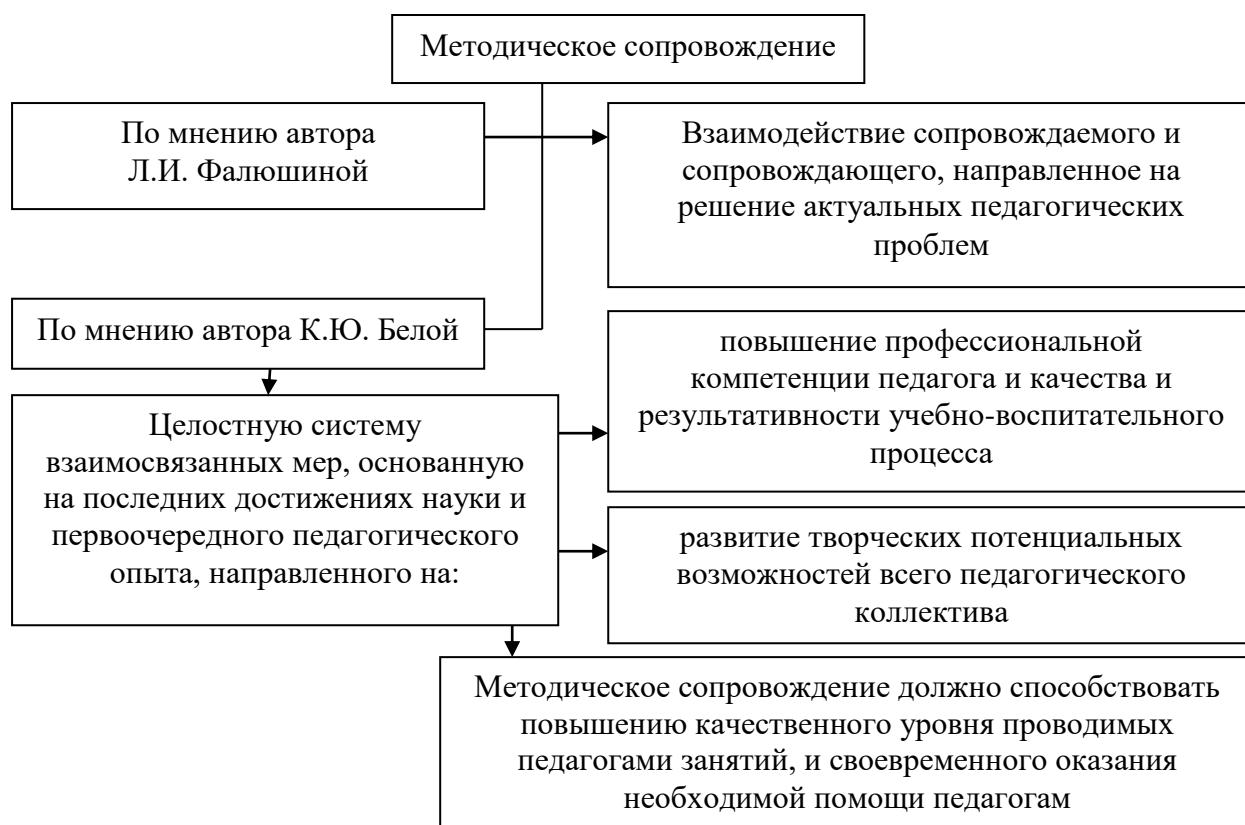 Методическое сопровождение
По мнению автора
Л.И. Фалюшиной
Взаимодействие сопровождаемого и
сопровождающего, направленное на
решение актуальных педагогических
проблем
По мнению автора К.Ю. Белой
Целостную систему
взаимосвязанных мер, основанную
на последних достижениях науки и
первоочередного педагогического
опыта, направленного на:
повышение профессиональной
компетенции педагога и качества и
результативности учебно-воспитательного
процесса
развитие творческих потенциальных
возможностей всего педагогического
коллектива
Методическое сопровождение должно способствовать
повышению качественного уровня проводимых
педагогами занятий, и своевременного оказания
необходимой помощи педагогам